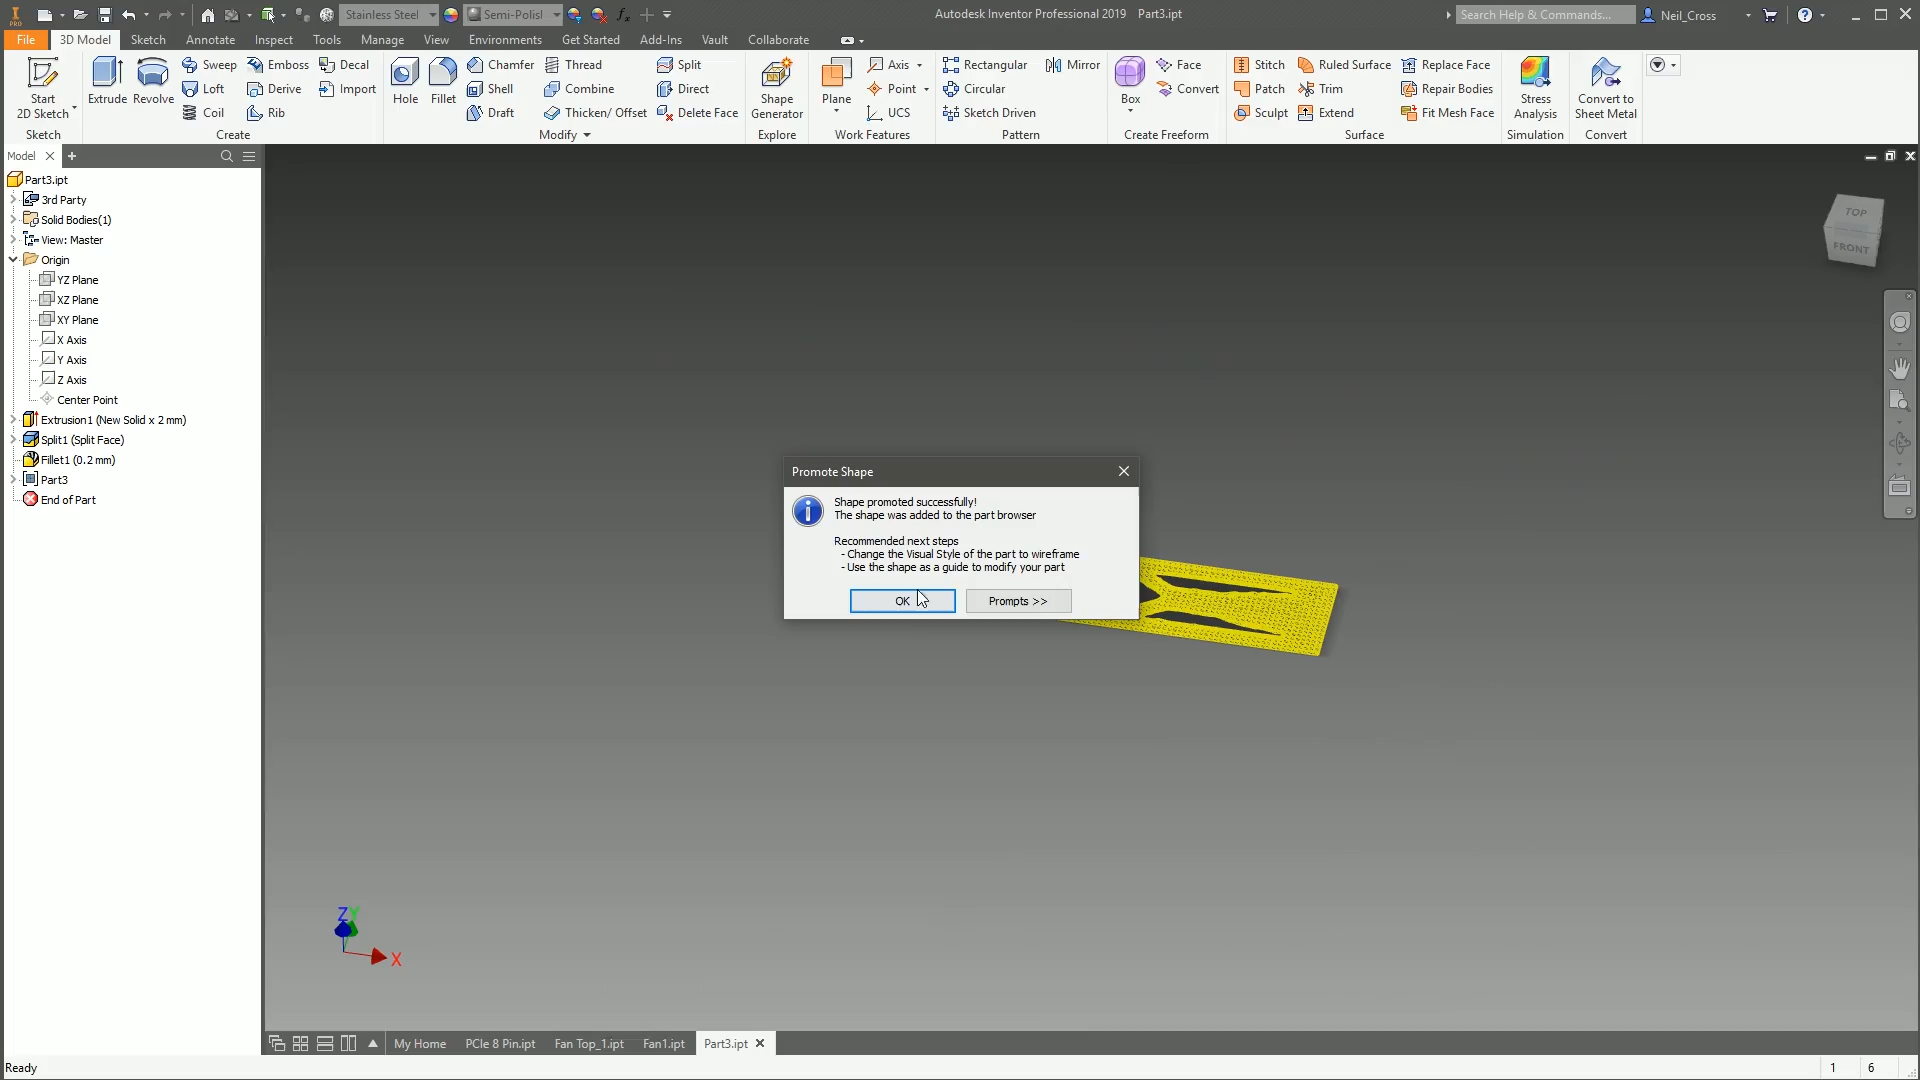 PRO
Stainless Steel
Semi-Polisl
Autodesk Inventor Professional 2019 Part3.ipt
Search Help & Commands...
Neil_Cross
File
3D Model
Sketch
Annotate
Inspect
Tools
Manage
View
Environments
Get Started
Add-Ins
Vault
Collaborate
Start
2D Sketch
Sketch
Extrude
Revolve
Sweep
Loft
Coil
Emboss
Derive
Rib
Decal
Import
Create
Hole
Fillet
Chamfer
Shell
Draft
Thread
Combine
Thicken/ Offset
Split
Direct
Delete Face
Modify
Shape
Generator
Explore
Plane
Axis
Point
UCS
Work Features
Rectangular
Circular
Sketch Driven
Mirror
Pattern
Box
Face
Convert
Create Freeform
Stitch
Patch
Sculpt
Ruled Surface
Trim
Extend
Replace Face
Repair Bodies
Fit Mesh Face
Surface
Stress
Analysis
Simulation
Convert to
Sheet Metal
Convert
Model
Part3.ipt
3rd Party
Solid Bodies(1)
View: Master
Origin
YZ Plane
XZ Plane
XY Plane
X Axis
Y Axis
Z Axis
Center Point
Extrusion1 (New Solid x 2 mm)
Split1 (Split Face)
Fillet1 (0.2 mm)
Part3
End of Part
TOP
FRONT
Promote Shape
Shape promoted successfully!
The shape was added to the part browser
Recommended next steps
- Change the Visual Style of the part to wireframe
- Use the shape as a guide to modify your part
OK
Prompts >>
Z Y
X
My Home
PCIe 8 Pin.ipt
Fan Top_1.ipt
Fan1.ipt
Part3.ipt
Ready
1
6